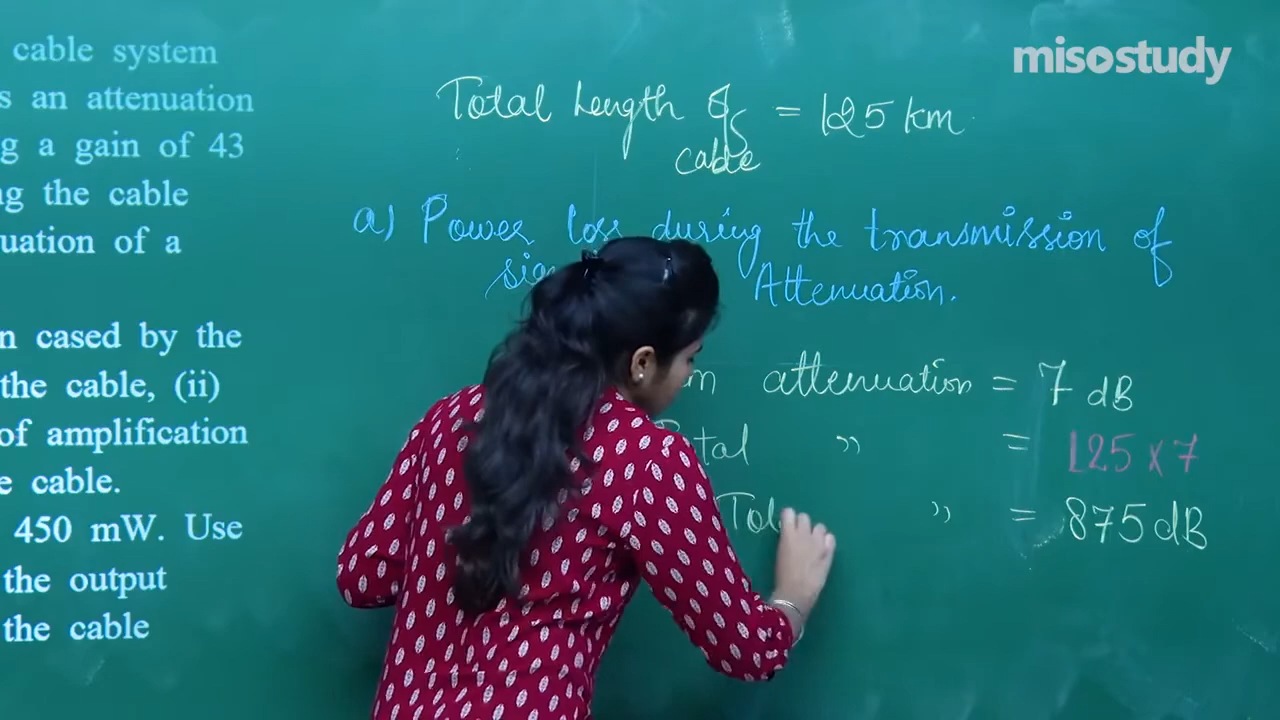 misostudy
cable system
s an attenuation
g a gain of 43
ng the cable
uation of a
n cased by the
the cable, (ii)
of amplification
e cable.
450 mW. Use
the output
the cable
Total length of = 125 km
cable
a) Power loss during the transmission of
Attenuation.
attenuation = 7 dB
tal " = 125 x 7
" = 875 dB